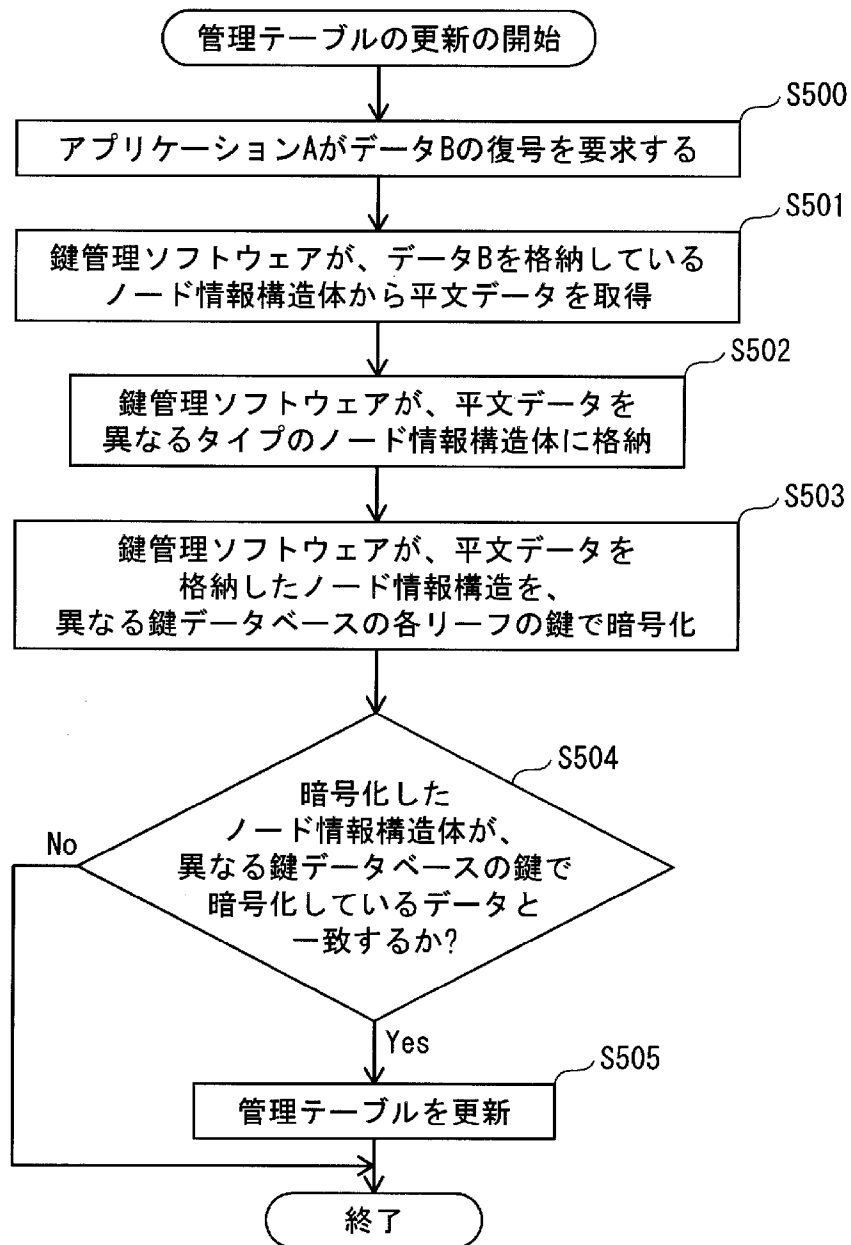 管理テーブルの更新の開始
S500
アプリケーションAがデータBの復号を要求する
S501
鍵管理ソフトウェアが、データBを格納している
ノード情報構造体から平文データを取得
S502
鍵管理ソフトウェアが、平文データを
異なるタイプのノード情報構造体に格納
S503
鍵管理ソフトウェアが、平文データを
格納したノード情報構造を、
異なる鍵データベースの各リーフの鍵で暗号化
S504
暗号化した
ノード情報構造体が、
異なる鍵データベースの鍵で
暗号化しているデータと
一致するか?
No
Yes
S505
管理テーブルを更新
終了